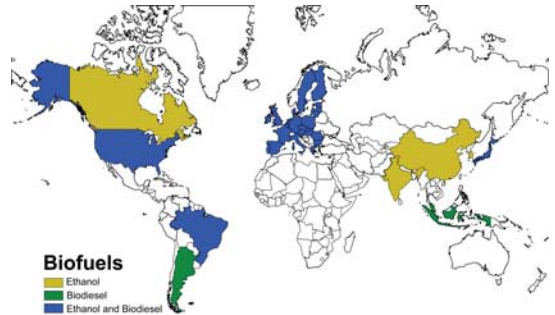 Biofuels
Ethanol
Biodiesel
Ethanol and Biodiesel